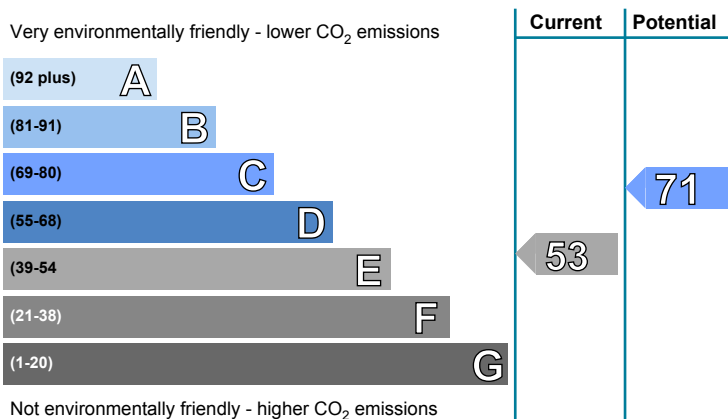 Current Potential
Very environmentally friendly - lower CO2 emissions
(92 plus) A
(81-91) B
(69-80) C
71
(55-68) D
53
(39-54 E
(21-38) F
(1-20) G
Not environmentally friendly - higher CO2 emissions